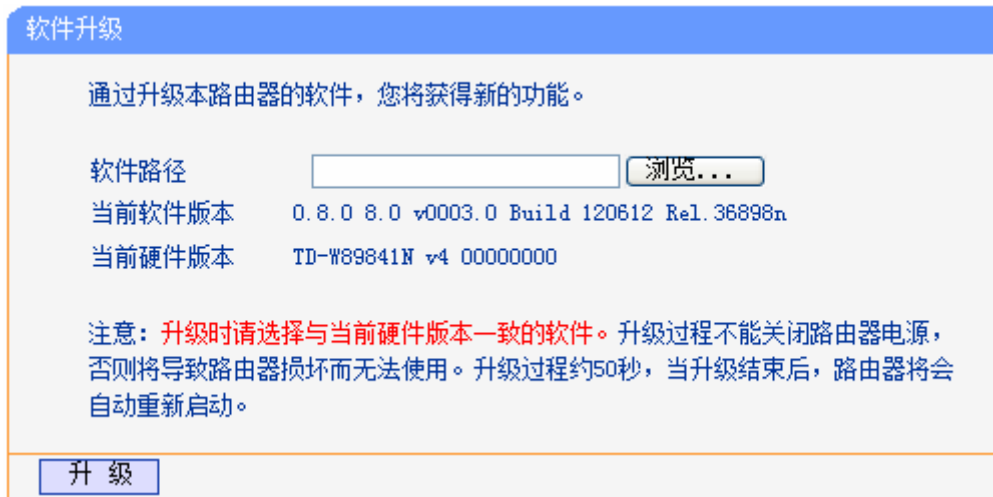 软件升级
通过升级本路由器的软件，您将获得新的功能。
软件路径 浏览...
当前软件版本 0.8.0 8.0 v0003.0 Build 120612 Rel.36898n
当前硬件版本 TD-W89841N v4 00000000
注意：升级时请选择与当前硬件版本一致的软件。升级过程不能关闭路由器电源，
否则将导致路由器损坏而无法使用。升级过程约50秒，当升级结束后，路由器将会
自动重新启动。
升 级